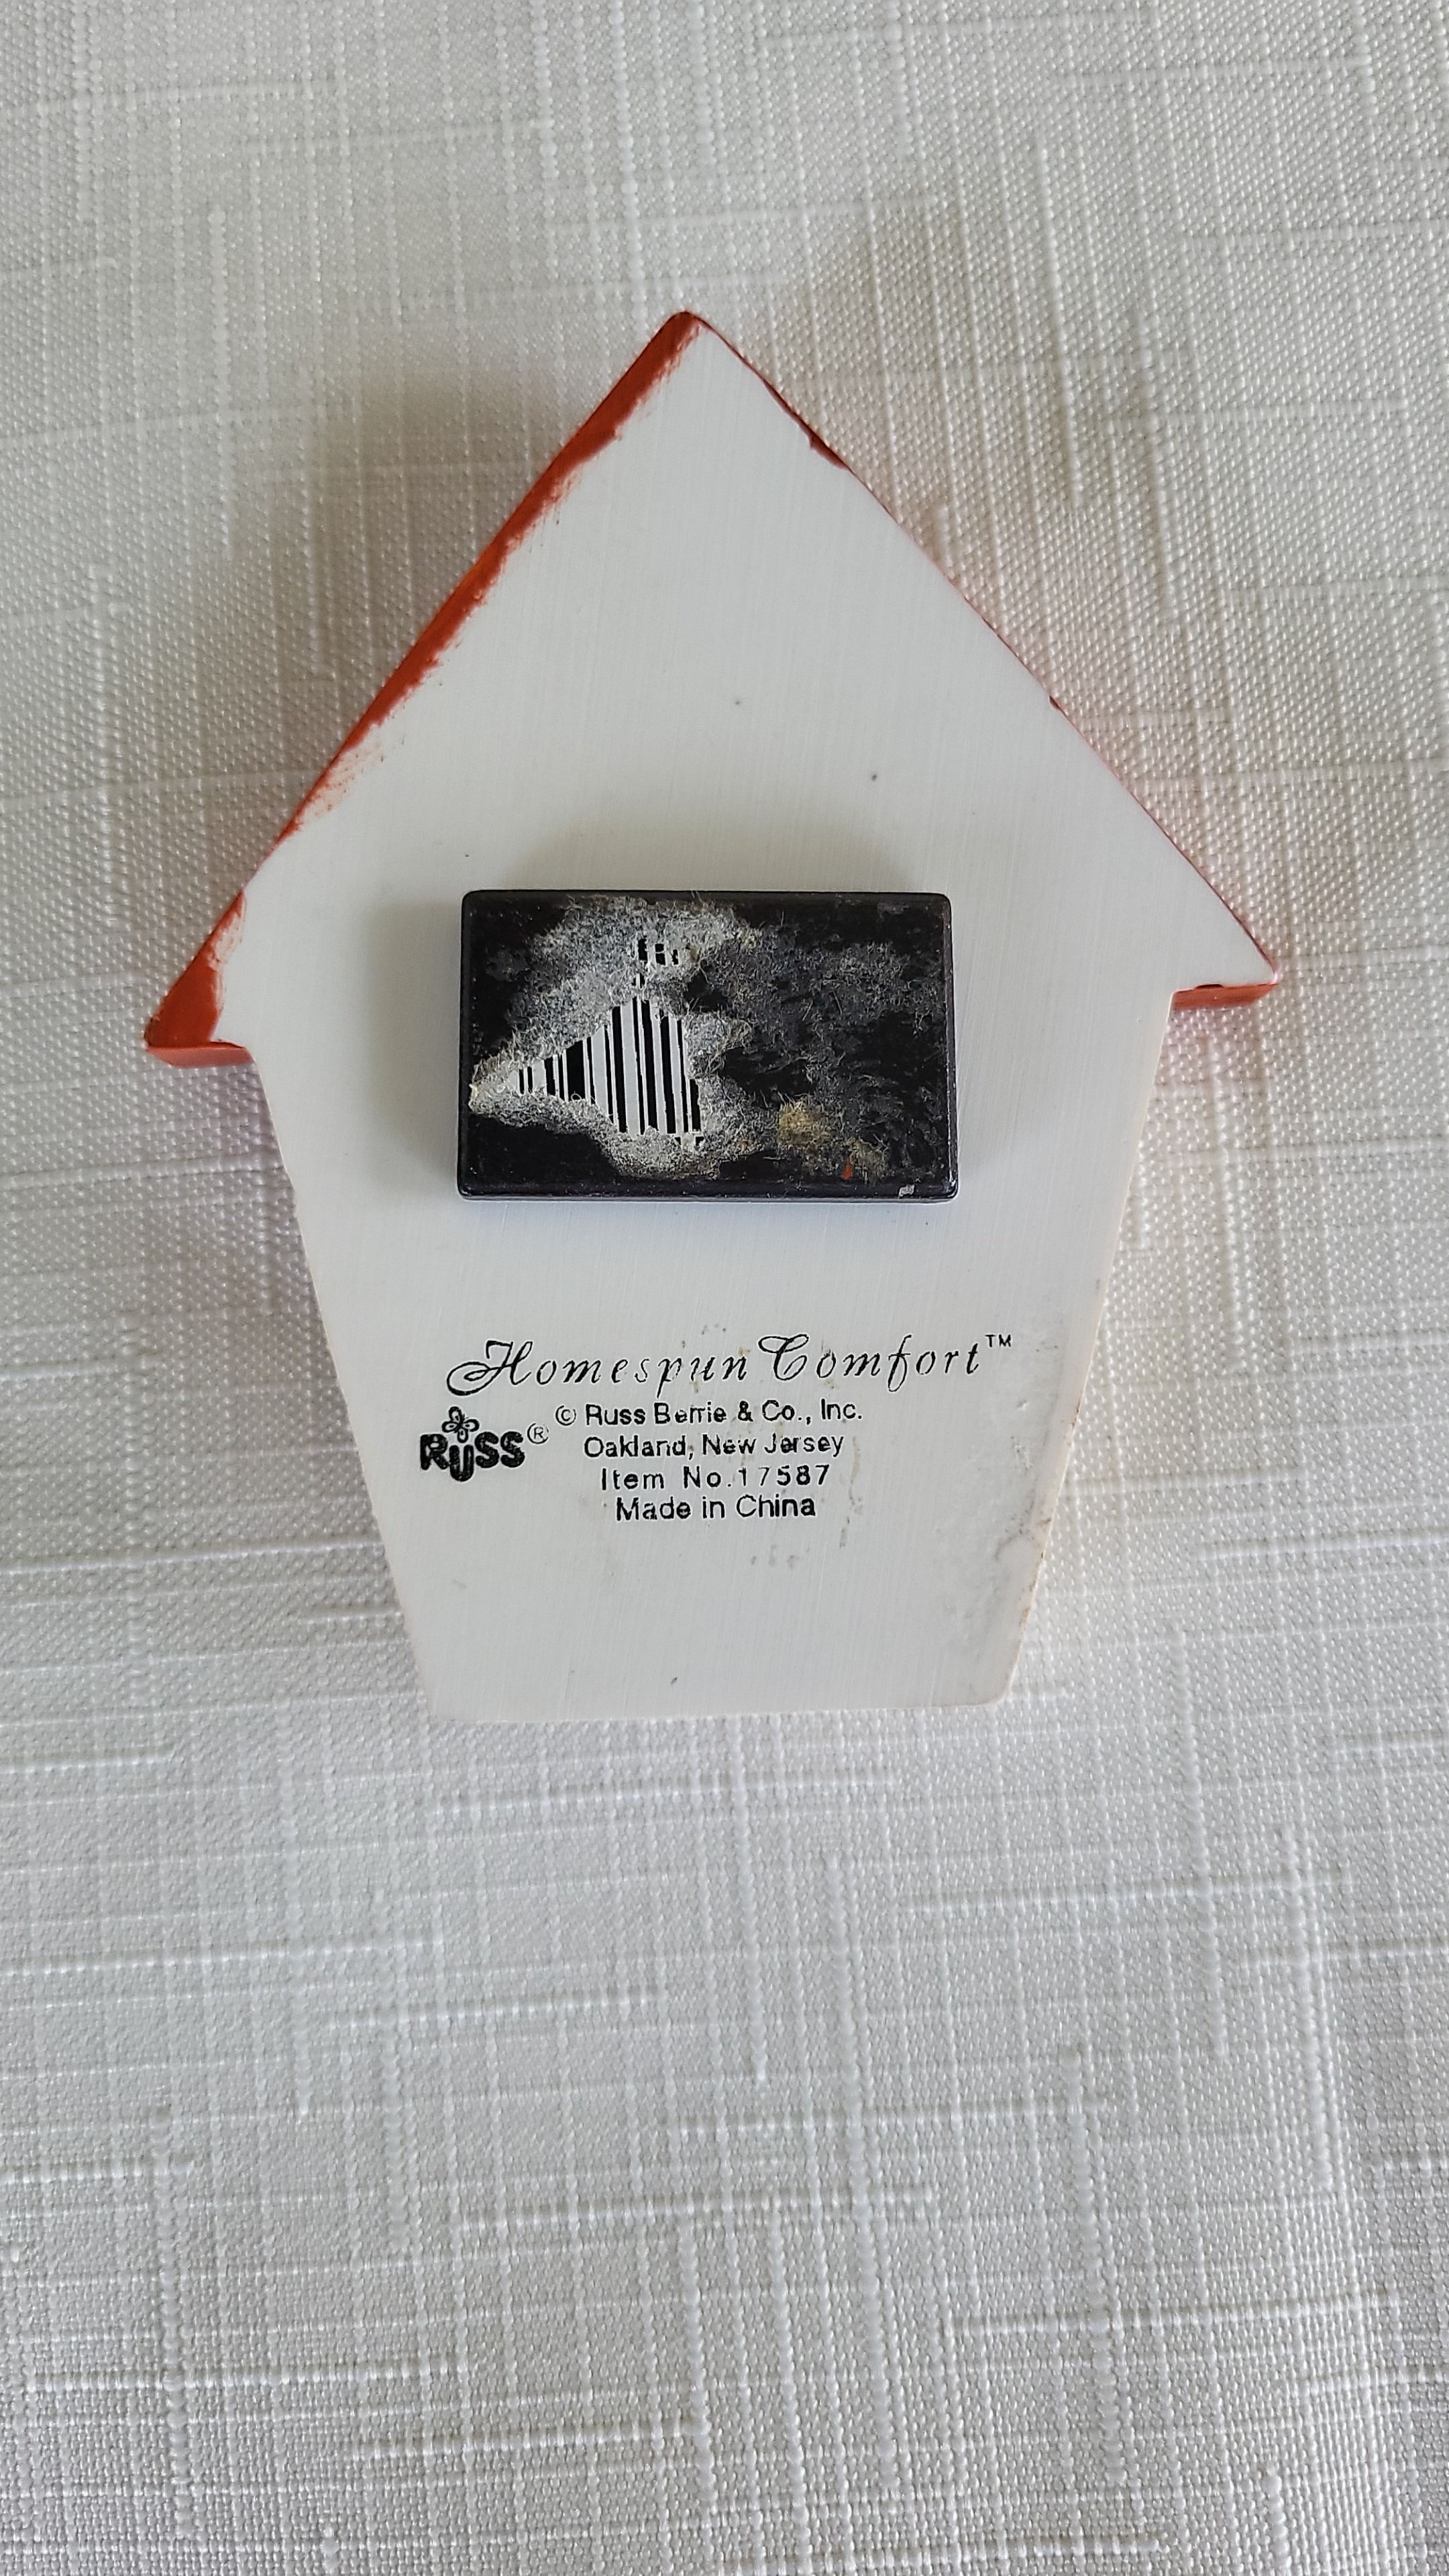 Homespun Comfort™
RUSS® © Russ Berrie & Co., Inc.
Oakland, New Jersey
Item No.17587
Made in China